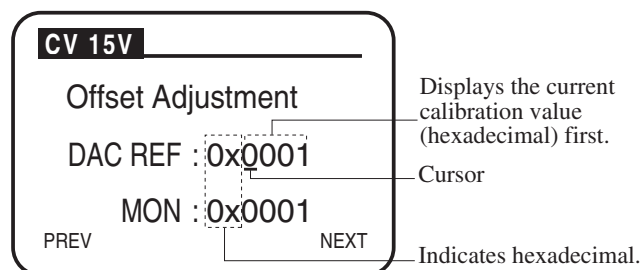 CV 15V
Offset Adjustment
DAC REF : 0x0001
MON : 0x0001
PREV
NEXT
Displays the current
calibration value
(hexadecimal) first.
Cursor
Indicates hexadecimal.